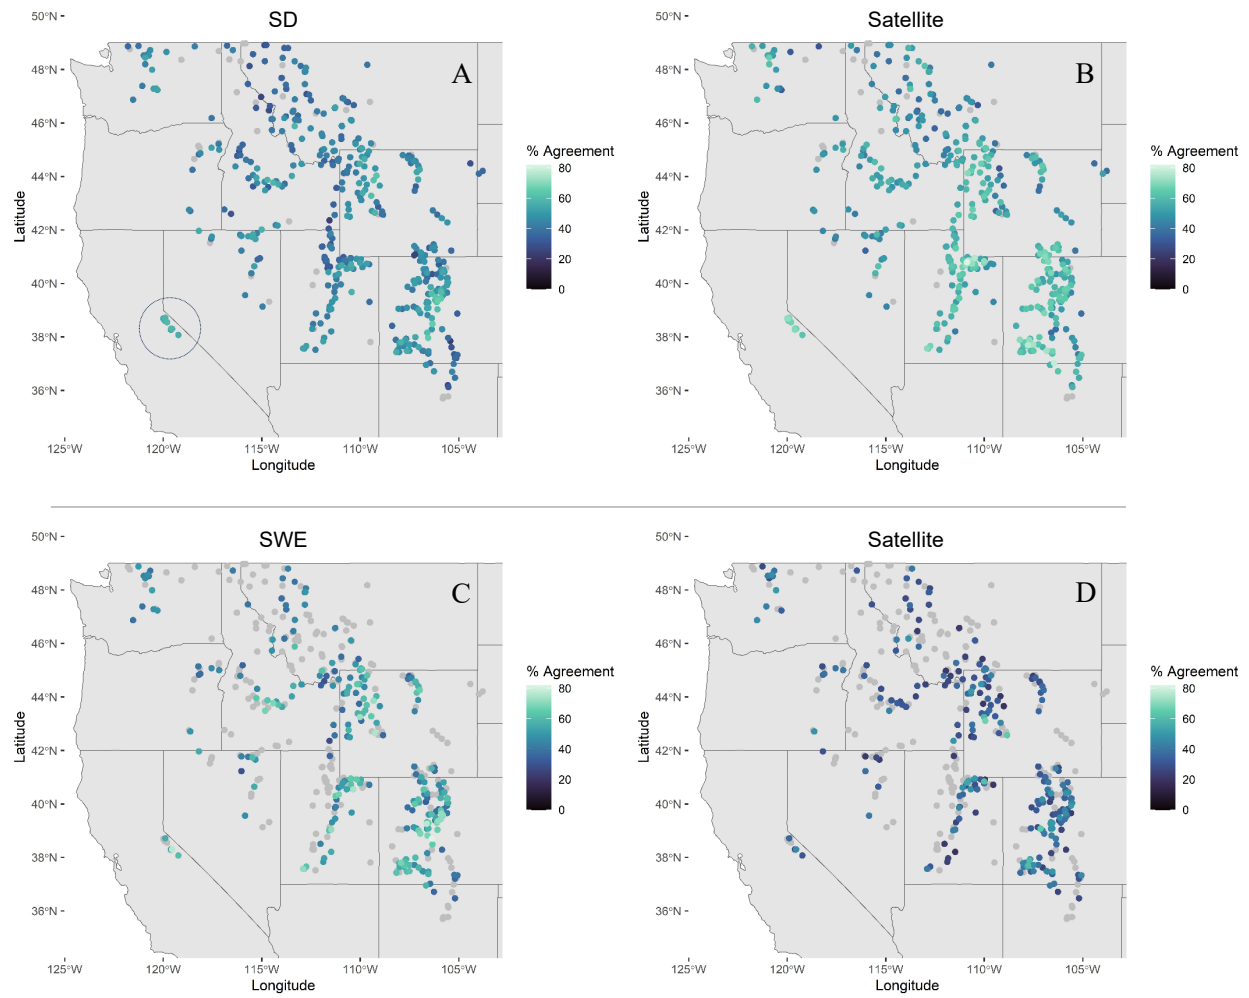 SD
A
50°N
48°N
46°N
44°N
42°N
40°N
38°N
36°N
Latitude
125°W
120°W
115°W
110°W
105°W
Longitude
% Agreement
80
60
40
20
0
Satellite
B
50°N
48°N
46°N
44°N
42°N
40°N
38°N
36°N
Latitude
125°W
120°W
115°W
110°W
105°W
Longitude
% Agreement
80
60
40
20
0
SWE
C
50°N
48°N
46°N
44°N
42°N
40°N
38°N
36°N
Latitude
125°W
120°W
115°W
110°W
105°W
Longitude
% Agreement
80
60
40
20
0
Satellite
D
50°N
48°N
46°N
44°N
42°N
40°N
38°N
36°N
Latitude
125°W
120°W
115°W
110°W
105°W
Longitude
% Agreement
80
60
40
20
0